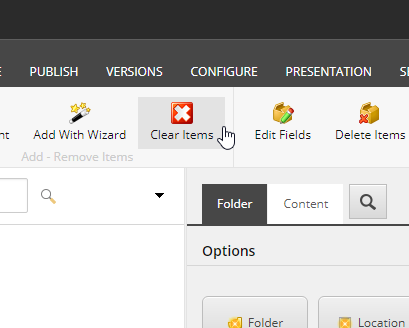 E PUBLISH VERSIONS CONFIGURE PRESENTATION SE
nt Add With Wizard Clear Items Edit Fields Delete Items
Add - Remove Items
Folder Content
Options
Folder Location